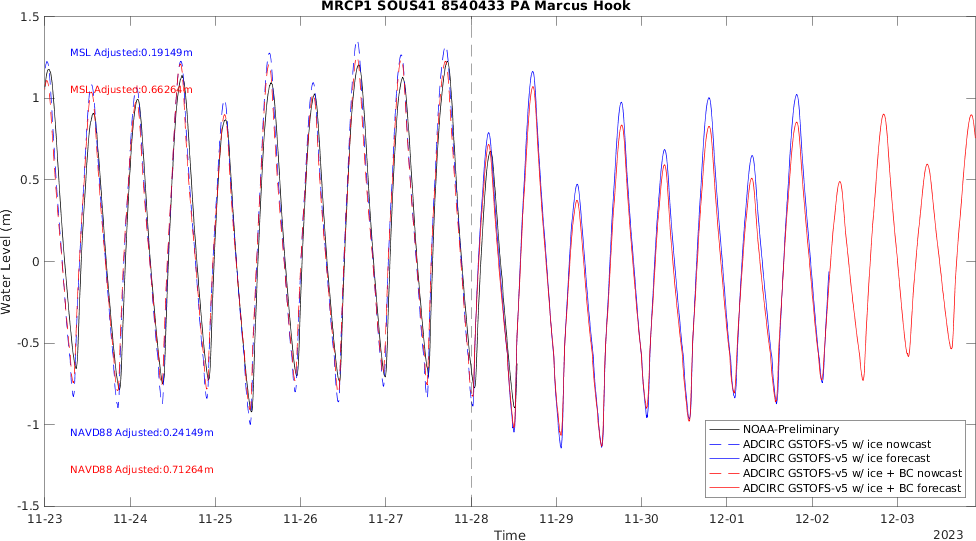 MRCP1 SOUS41 8540433 PA Marcus Hook
1.5
1
0.5
0
-0.5
-1
-1.5
Water Level (m)
MSL Adjusted:0.19149m
MSL Adjusted:0.66264m
NAVD88 Adjusted:0.24149m
NAVD88 Adjusted:0.71264m
NOAA-Preliminary
ADCIRC GSTOFS-v5 w/ ice nowcast
ADCIRC GSTOFS-v5 w/ ice forecast
ADCIRC GSTOFS-v5 w/ ice + BC nowcast
ADCIRC GSTOFS-v5 w/ ice + BC forecast
11-23 11-24 11-25 11-26 11-27 11-28 11-29 11-30 12-01 12-02 12-03
Time
2023